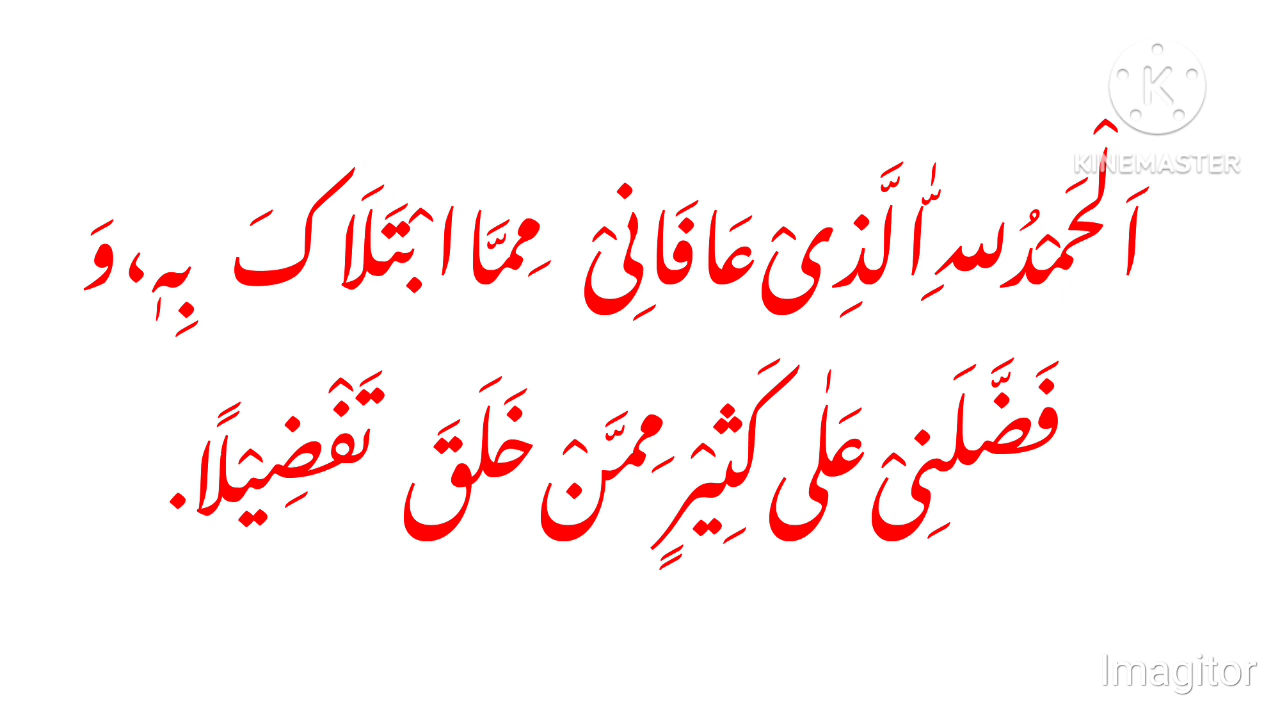 KINEMASTER
اَلْحَمْدُ لِلّٰہِ الَّذِیْ عَافَانِیْ مِمَّا ابْتَلَاکَ بِہٖ، وَ
فَضَّلَنِیْ عَلٰی کَثِیْرٍ مِمَّنْ خَلَقَ تَفْضِیْلًا.
Imagitor